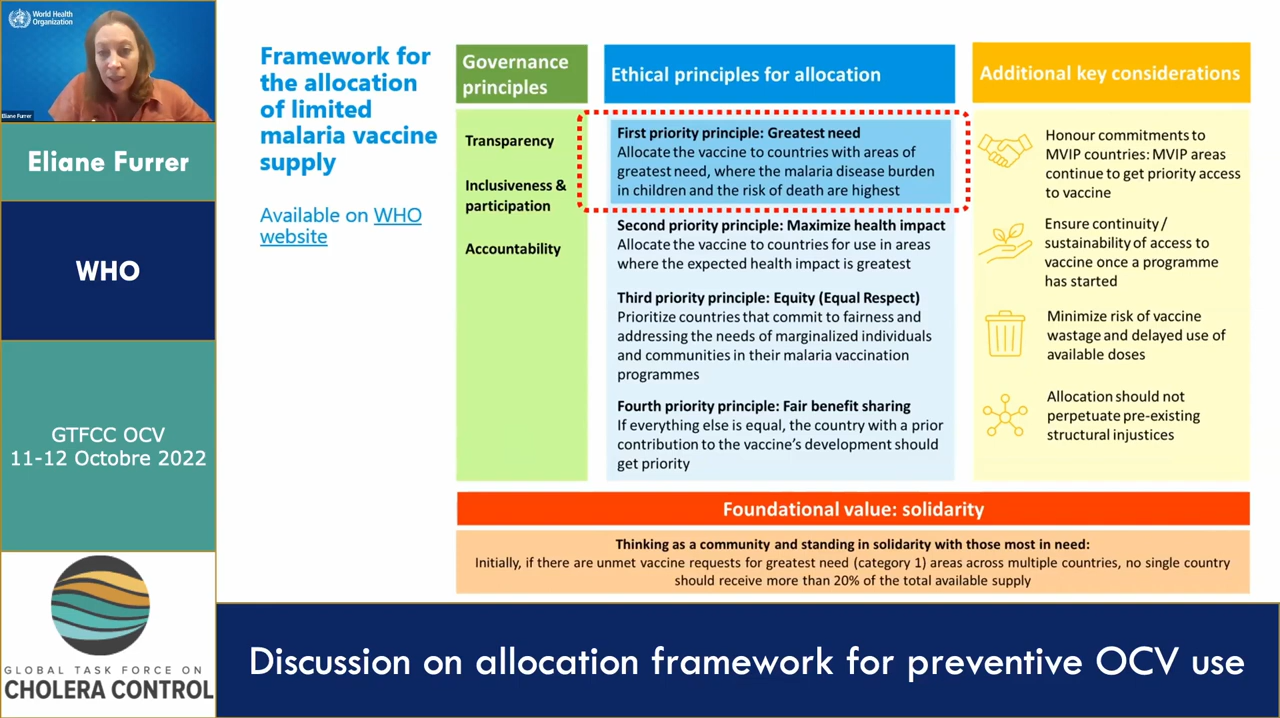 World Health
Organization
Eliane Furrer
Eliane Furrer
WHO
GTFCC OCV
11-12 Octobre 2022
GLOBAL TASK FORCE ON
CHOLERA CONTROL
Framework for
the allocation
of limited
malaria vaccine
supply
Available on WHO
website
Governance
principles
Transparency
Inclusiveness &
participation
Accountability
Ethical principles for allocation
First priority principle: Greatest need
Allocate the vaccine to countries with areas of
greatest need, where the malaria disease burden
in children and the risk of death are highest
Second priority principle: Maximize health impact
Allocate the vaccine to countries for use in areas
where the expected health impact is greatest
Third priority principle: Equity (Equal Respect)
Prioritize countries that commit to fairness and
addressing the needs of marginalized individuals
and communities in their malaria vaccination
programmes
Fourth priority principle: Fair benefit sharing
If everything else is equal, the country with a prior
contribution to the vaccine's development should
get priority
Additional key considerations
Honour commitments to
MVIP countries: MVIP areas
continue to get priority access
to vaccine
Ensure continuity /
sustainability of access to
vaccine once a programme
has started
Minimize risk of vaccine
wastage and delayed use of
available doses
Allocation should not
perpetuate pre-existing
structural injustices
Foundational value: solidarity
Thinking as a community and standing in solidarity with those most in need:
Initially, if there are unmet vaccine requests for greatest need (category 1) areas across multiple countries, no single country
should receive more than 20% of the total available supply
Discussion on allocation framework for preventive OCV use